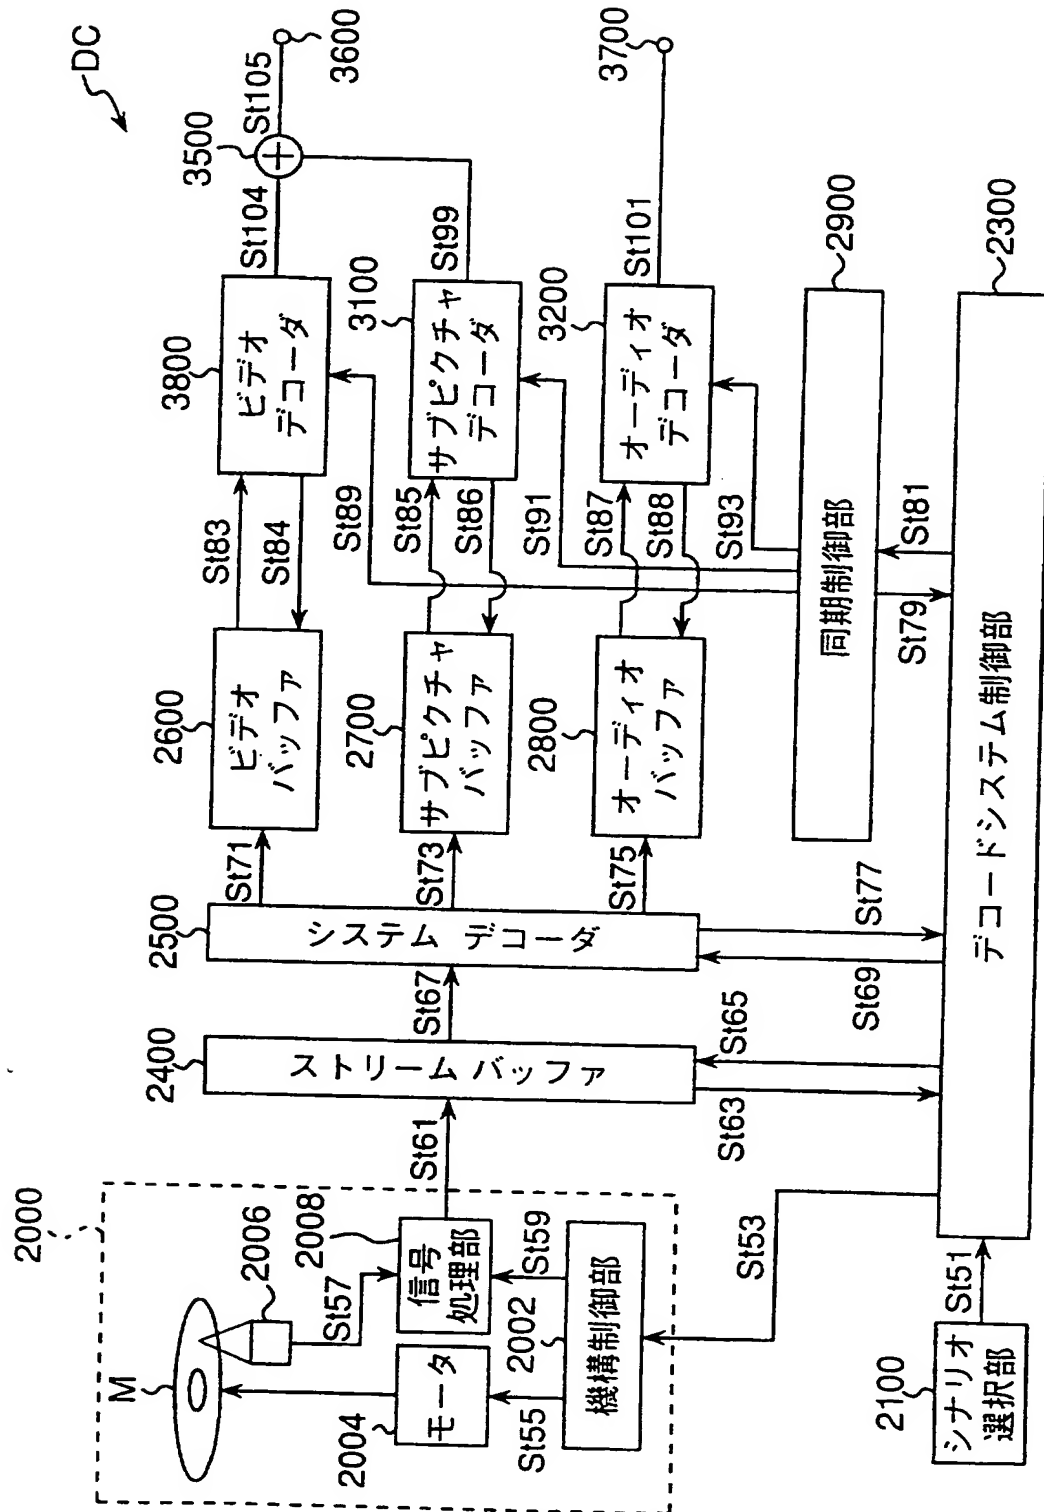 DC
2000
M
2006
St57
2008
信号
処理部
2004
モータ
St55
2002
St59
機構制御部
St53
2100
シナリオ
選択部
St51
St61
2400
ストリーム バッファ
St63
St65
St67
2500
システム デコーダ
St69
St77
St71
St73
St75
2600
ビデオ
バッファ
2700
サブピクチャ
バッファ
2800
オーディオ
バッファ
St83
St84
St89
St85
St86
St91
St87
St88
St93
3800
ビデオ
デコーダ
3100
サブピクチャ
デコーダ
3200
オーディオ
デコーダ
St104
3500
+
St105
3600
St99
St101
3700
2900
同期制御部
St79
St81
2300
デコードシステム制御部